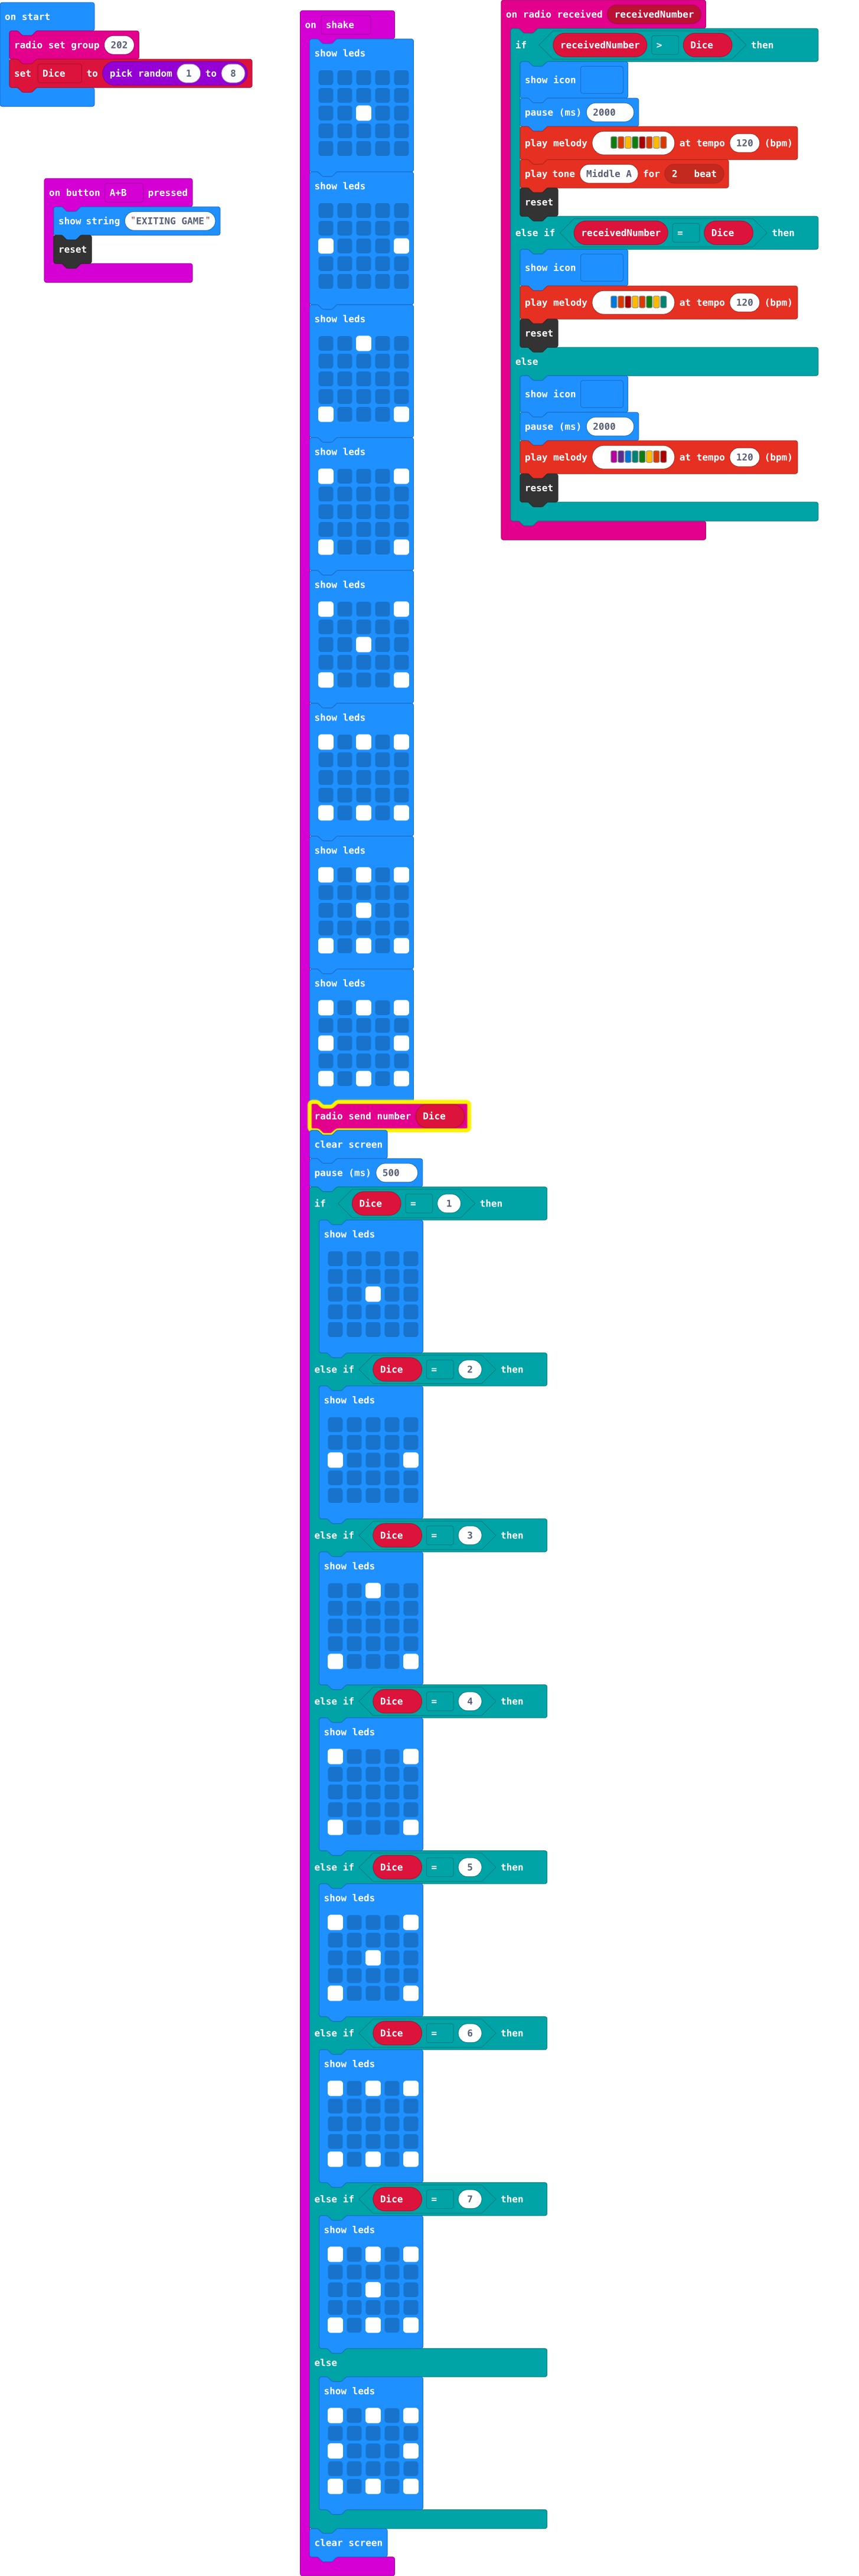 on start
radio set group 202
set Dice to pick random 1 to 8
on button A+B pressed
show string "EXITING GAME"
reset
on shake
show leds
show leds
show leds
show leds
show leds
show leds
show leds
show leds
radio send number Dice
clear screen
pause (ms) 500
if Dice = 1 then
show leds
else if Dice = 2 then
show leds
else if Dice = 3 then
show leds
else if Dice = 4 then
show leds
else if Dice = 5 then
show leds
else if Dice = 6 then
show leds
else if Dice = 7 then
show leds
else
show leds
clear screen
on radio received receivedNumber
if receivedNumber > Dice then
show icon
pause (ms) 2000
play melody at tempo 120 (bpm)
play tone Middle A for 2 beat
reset
else if receivedNumber = Dice then
show icon
play melody at tempo 120 (bpm)
reset
else
show icon
pause (ms) 2000
play melody at tempo 120 (bpm)
reset